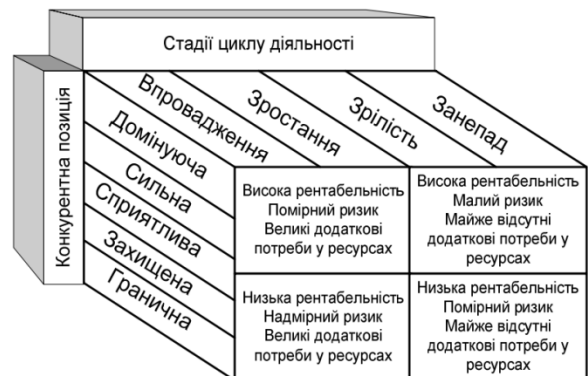 Стадії циклу діяльності
Конкурентна позиція
Впровадження
Зростання
Зрілість
Занепад
Домінуюча
Сильна
Сприятлива
Захищена
Гранична
Висока рентабельність
Помірний ризик
Великі додаткові
потреби у ресурсах
Висока рентабельність
Малий ризик
Майже відсутні
додаткові потреби у
ресурсах
Низька рентабельність
Надмірний ризик
Великі додаткові
потреби у ресурсах
Низька рентабельність
Помірний ризик
Майже відсутні
додаткові потреби у
ресурсах